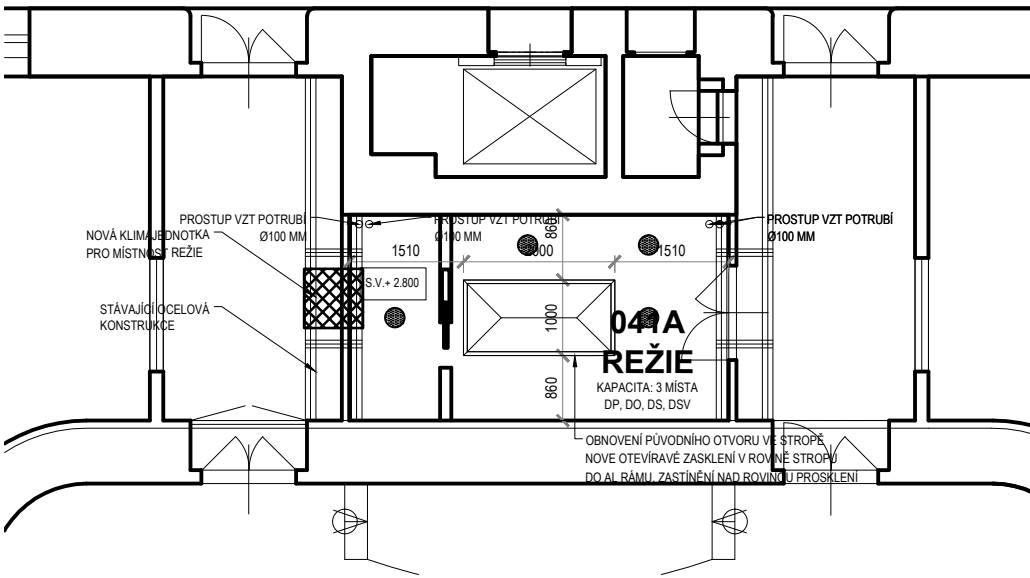 PROSTUP VZT POTRUBÍ
Ø100 MM
PROSTUP VZT POTRUBÍ
Ø100 MM
PROSTUP VZT POTRUBÍ
Ø100 MM
NOVÁ KLIMAJEDNOTKA
PRO MÍSTNOST REŽIE
STÁVAJÍCÍ OCELOVÁ
KONSTRUKCE
860
1510
2000
1510
S.V.+ 2.800
1000
860
041A
REŽIE
KAPACITA: 3 MÍSTA
DP, DO, DS, DSV
OBNOVENÍ PŮVODNÍHO OTVORU VE STROPĚ
NOVE OTEVÍRAVÉ ZASKLENÍ V ROVINĚ STROPU
DO AL RÁMU. ZASTÍNĚNÍ NAD ROVINOU PROSKLENÍ